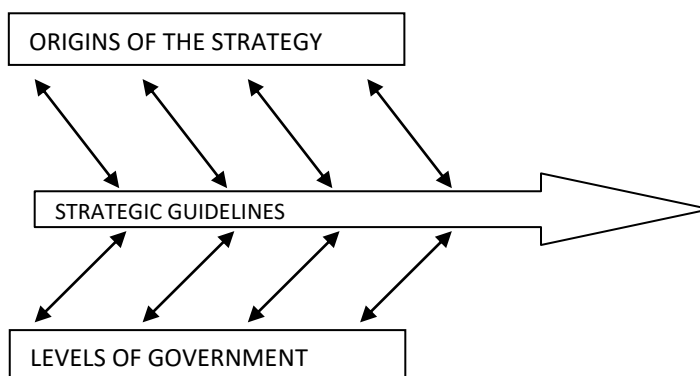 ORIGINS OF THE STRATEGY
STRATEGIC GUIDELINES
LEVELS OF GOVERNMENT